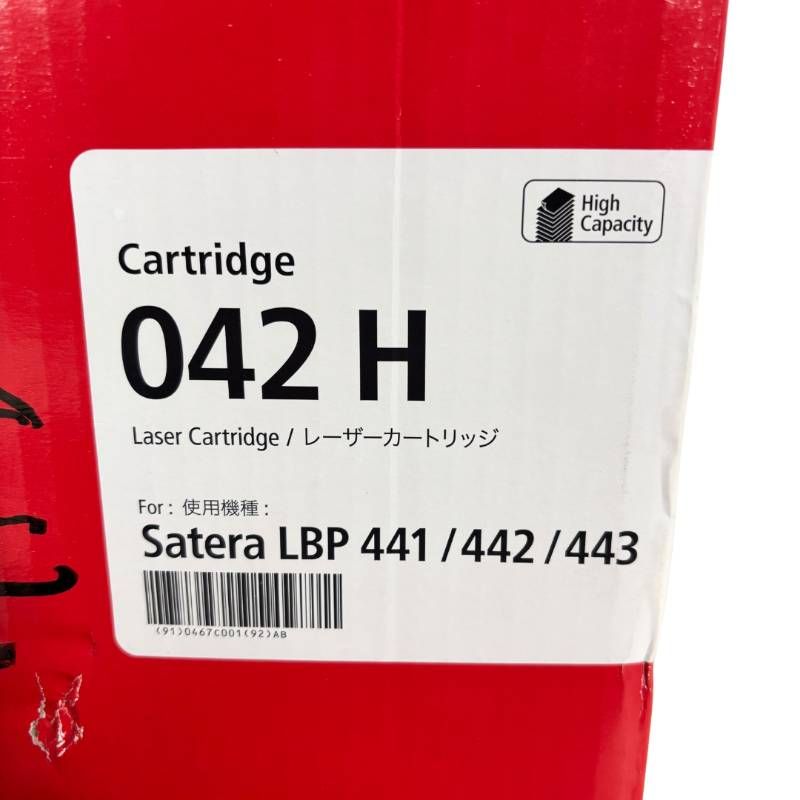 High
Capacity
Cartridge
042 H
Laser Cartridge / レーザーカートリッジ
For : 使用機種 :
Satera LBP 441 / 442 / 443
(91)0467C001(92)AB